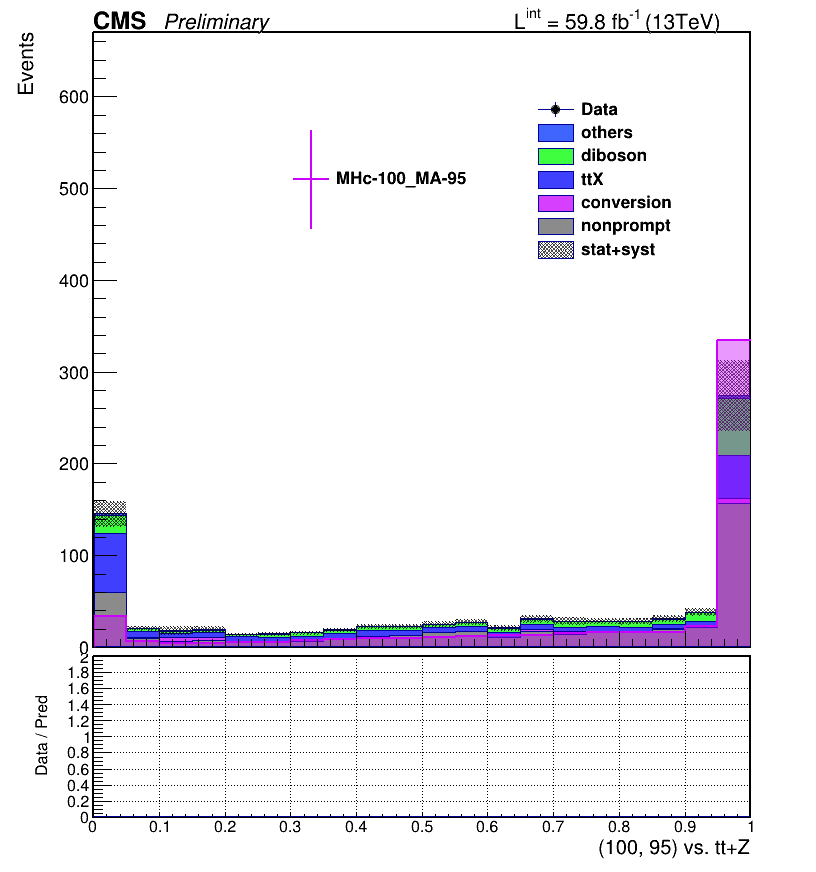 CMS Preliminary
L^int = 59.8 fb^-1 (13TeV)
Events
600
500
400
300
200
100
0
MHc-100_MA-95
Data
others
diboson
ttX
conversion
nonprompt
stat+syst
Data / Pred
2
1.8
1.6
1.4
1.2
1
0.8
0.6
0.4
0.2
0
0 0.1 0.2 0.3 0.4 0.5 0.6 0.7 0.8 0.9 1
(100, 95) vs. tt+Z